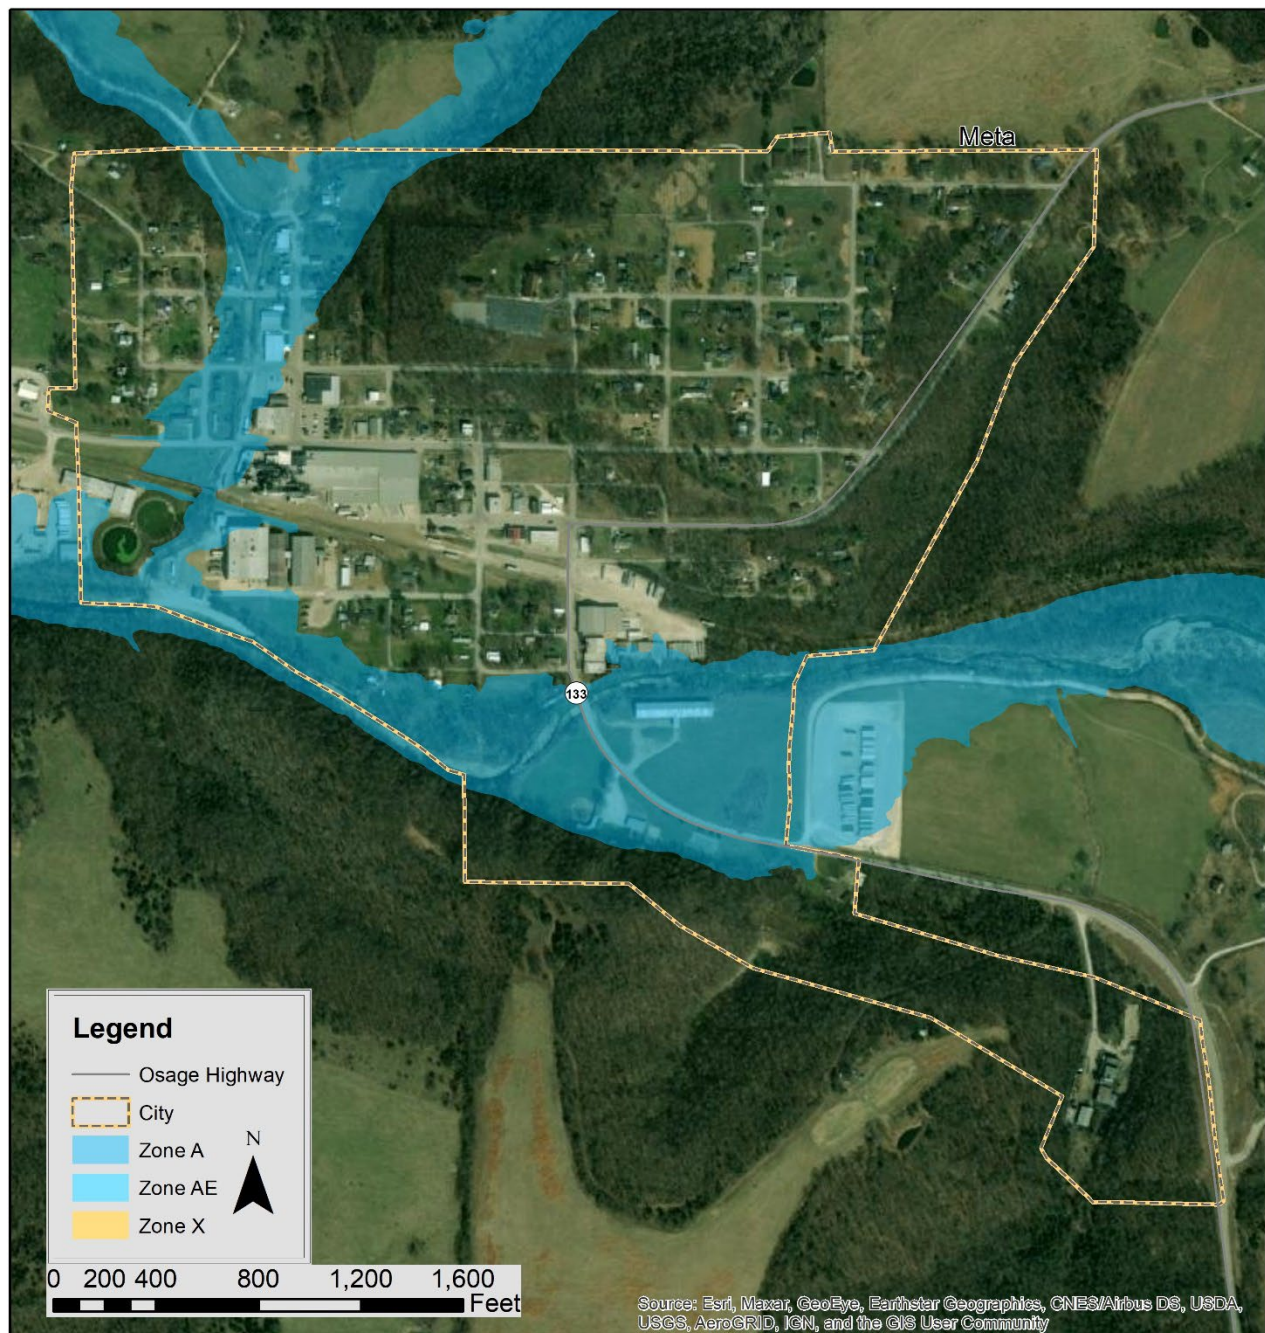 Meta
133
Legend
Osage Highway
City
Zone A
Zone AE
Zone X
N
0 200 400 800 1,200 1,600
Feet
Source: Esri, Maxar, GeoEye, Earthstar Geographics, CNES/Airbus DS, USDA,
USGS, AeroGRID, IGN, and the GIS User Community